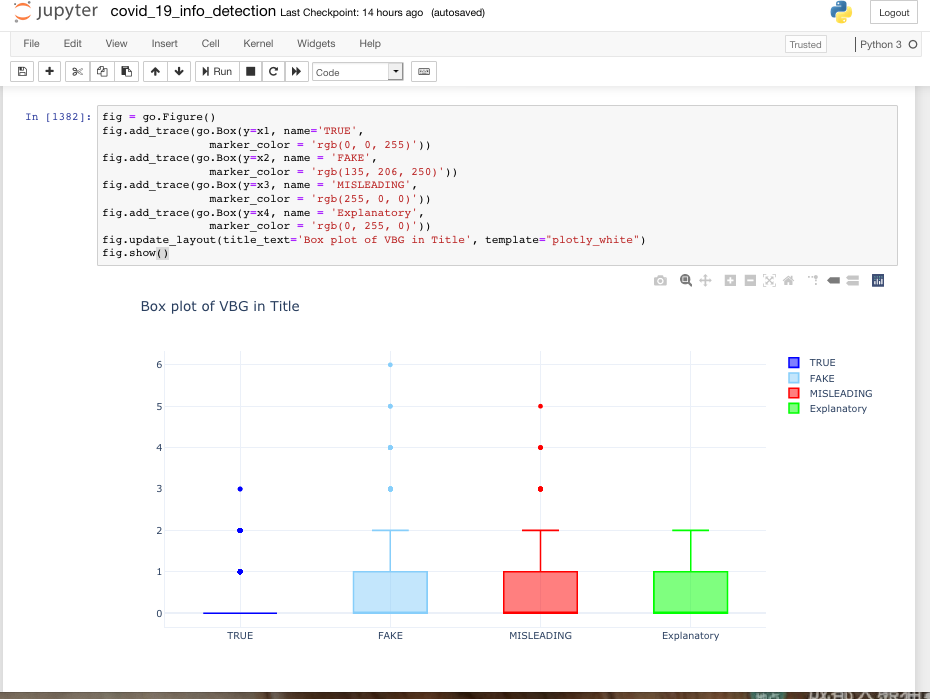 jupyter covid_19_info_detection Last Checkpoint: 14 hours ago (autosaved)
Logout
File Edit View Insert Cell Kernel Widgets Help
Trusted
Python 3
Run
Code
In [1382]:
fig = go.Figure()
fig.add_trace(go.Box(y=x1, name='TRUE',
marker_color = 'rgb(0, 0, 255)'))
fig.add_trace(go.Box(y=x2, name = 'FAKE',
marker_color = 'rgb(135, 206, 250)'))
fig.add_trace(go.Box(y=x3, name = 'MISLEADING',
marker_color = 'rgb(255, 0, 0)'))
fig.add_trace(go.Box(y=x4, name = 'Explanatory',
marker_color = 'rgb(0, 255, 0)'))
fig.update_layout(title_text='Box plot of VBG in Title', template="plotly_white")
fig.show()
Box plot of VBG in Title
6
5
4
3
2
1
0
TRUE FAKE MISLEADING Explanatory
TRUE
FAKE
MISLEADING
Explanatory